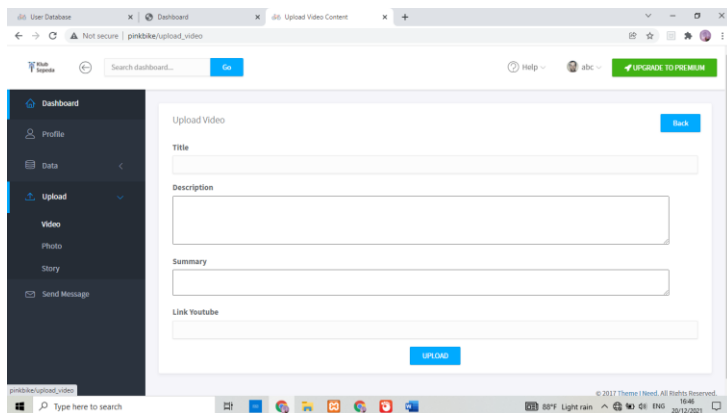 User Database
Dashboard
Upload Video Content
Not secure | pinkbike/upload_video
Klub
Sepeda
Search dashboard...
Go
Help
abc
UPGRADE TO PREMIUM
Dashboard
Profile
Data
Upload
Video
Photo
Story
Send Message
Upload Video
Back
Title
Description
Summary
Link Youtube
UPLOAD
© 2017 Theme I Need. All Rights Reserved.
pinkbike/upload_video
Type here to search
88°F Light rain
ENG
16:46
20/12/2021